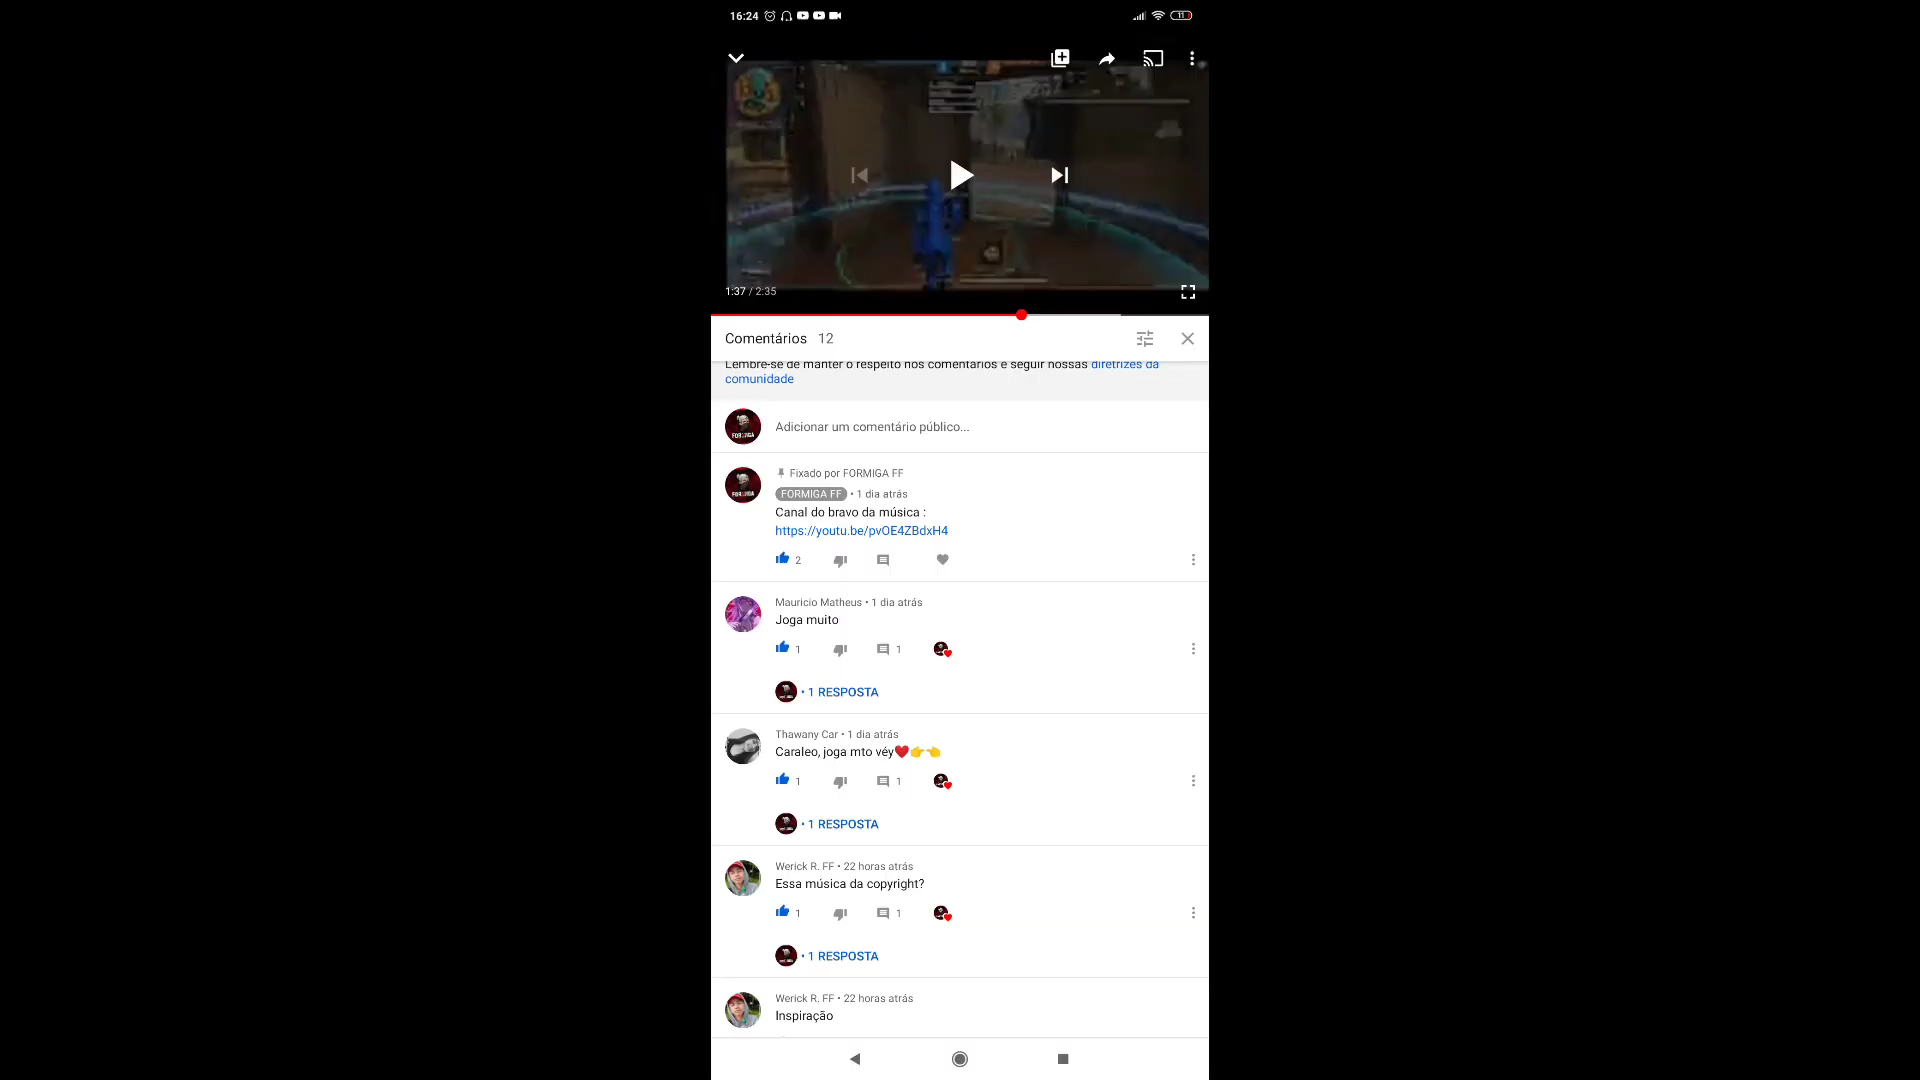 16:24
11
1:37 / 2:35
Comentários 12
Lembre-se de manter o respeito nos comentários e seguir nossas diretrizes da
comunidade
Adicionar um comentário público...
Fixado por FORMIGA FF
FORMIGA FF • 1 dia atrás
Canal do bravo da música :
https://youtu.be/pvOE4ZBdxH4
2
Mauricio Matheus • 1 dia atrás
Joga muito
1 1
• 1 RESPOSTA
Thawany Car • 1 dia atrás
Caraleo, joga mto véy❤️👉👈
1 1
• 1 RESPOSTA
Werick R. FF • 22 horas atrás
Essa música da copyright?
1 1
• 1 RESPOSTA
Werick R. FF • 22 horas atrás
Inspiração